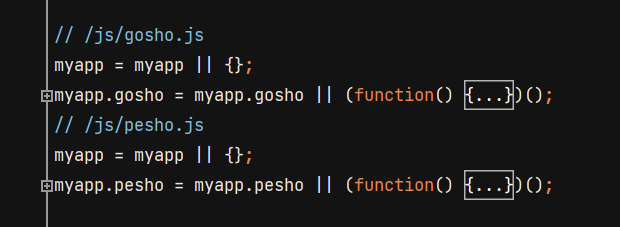 // /js/gosho.js
myapp = myapp || {};
myapp.gosho = myapp.gosho || (function() {...})();
// /js/pesho.js
myapp = myapp || {};
myapp.pesho = myapp.pesho || (function() {...})();